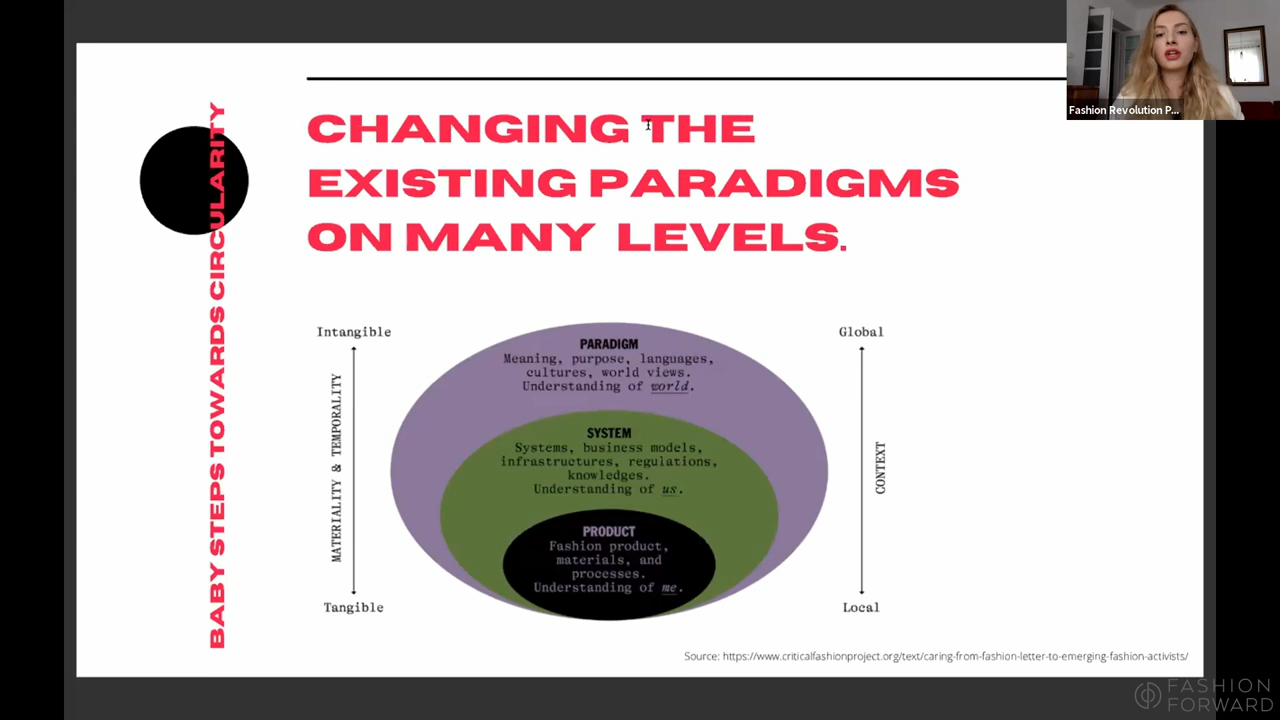 CHANGING THE
EXISTING PARADIGMS
ON MANY LEVELS.
BABY STEPS TOWARDS CIRCULARITY
Fashion Revolution P...
Intangible
MATERIALITY & TEMPORALITY
Tangible
PARADIGM
Meaning, purpose, languages,
cultures, world views.
Understanding of world.
SYSTEM
Systems, business models,
infrastructures, regulations,
knowledges.
Understanding of us.
PRODUCT
Fashion product,
materials, and
processes.
Understanding of me.
Global
CONTEXT
Local
Source: https://www.criticalfashionproject.org/text/caring-from-fashion-letter-to-emerging-fashion-activists/
FASHION
FORWARD